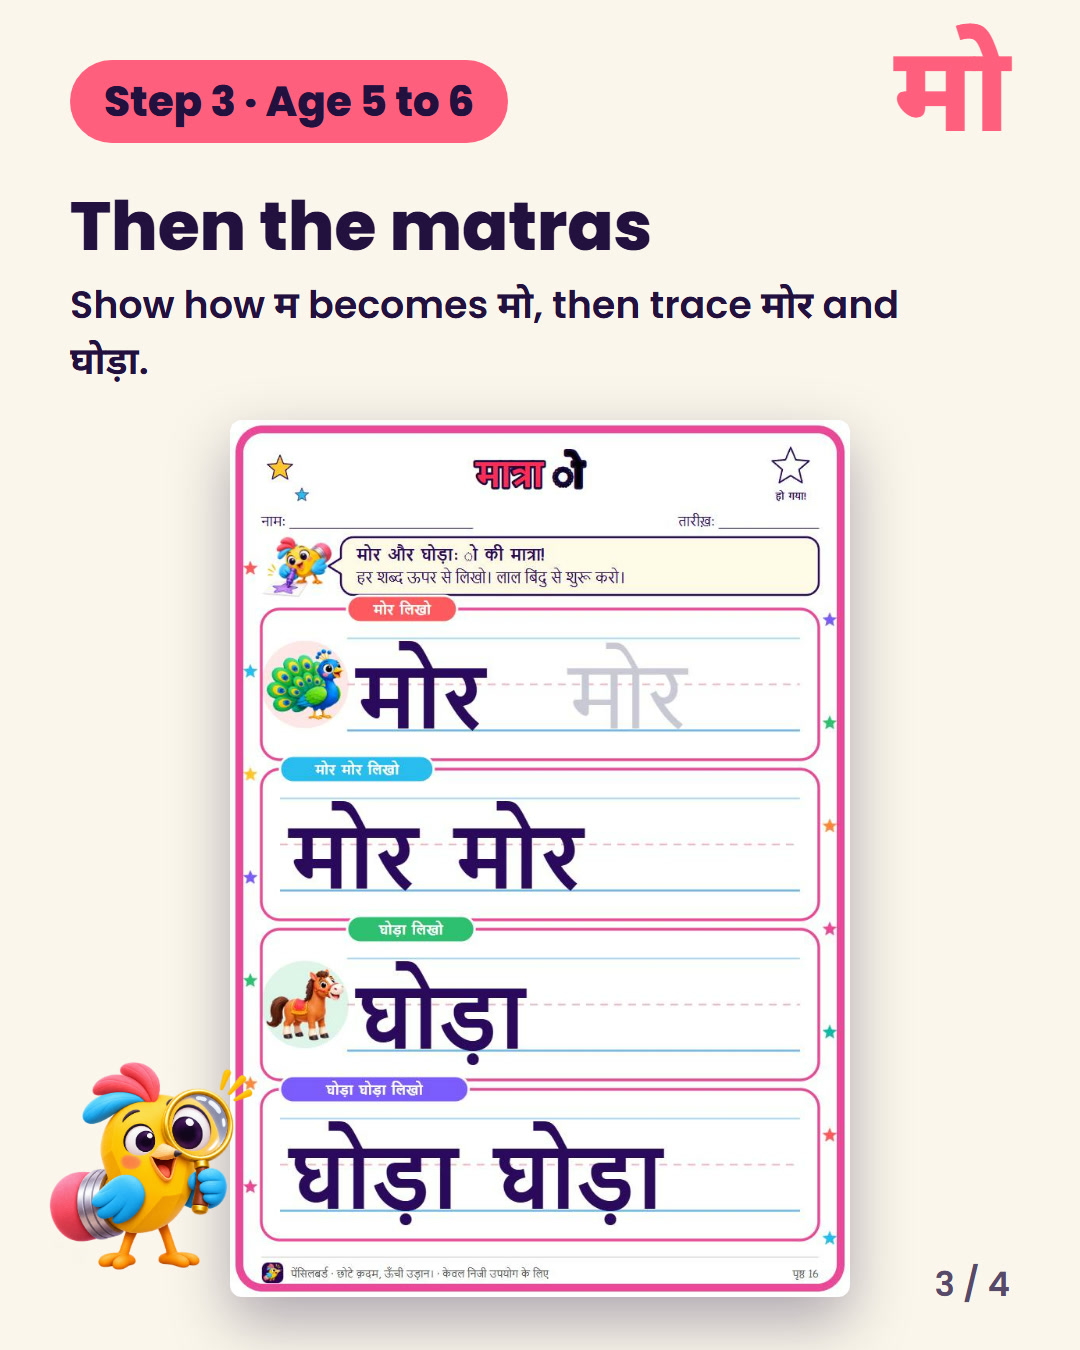 Step 3 · Age 5 to 6
मो
Then the matras
Show how म becomes मो, then trace मोर and
घोड़ा.
मात्रा ो
हो गया!
नाम:
तारीख़:
मोर और घोड़ा: ो की मात्रा!
हर शब्द ऊपर से लिखो। लाल बिंदु से शुरू करो।
मोर लिखो
मोर मोर
मोर मोर लिखो
मोर मोर
घोड़ा लिखो
घोड़ा
घोड़ा घोड़ा लिखो
घोड़ा घोड़ा
पेंसिलबर्ड · छोटे क़दम, ऊँची उड़ान। · केवल निजी उपयोग के लिए
पृष्ठ 16
3 / 4